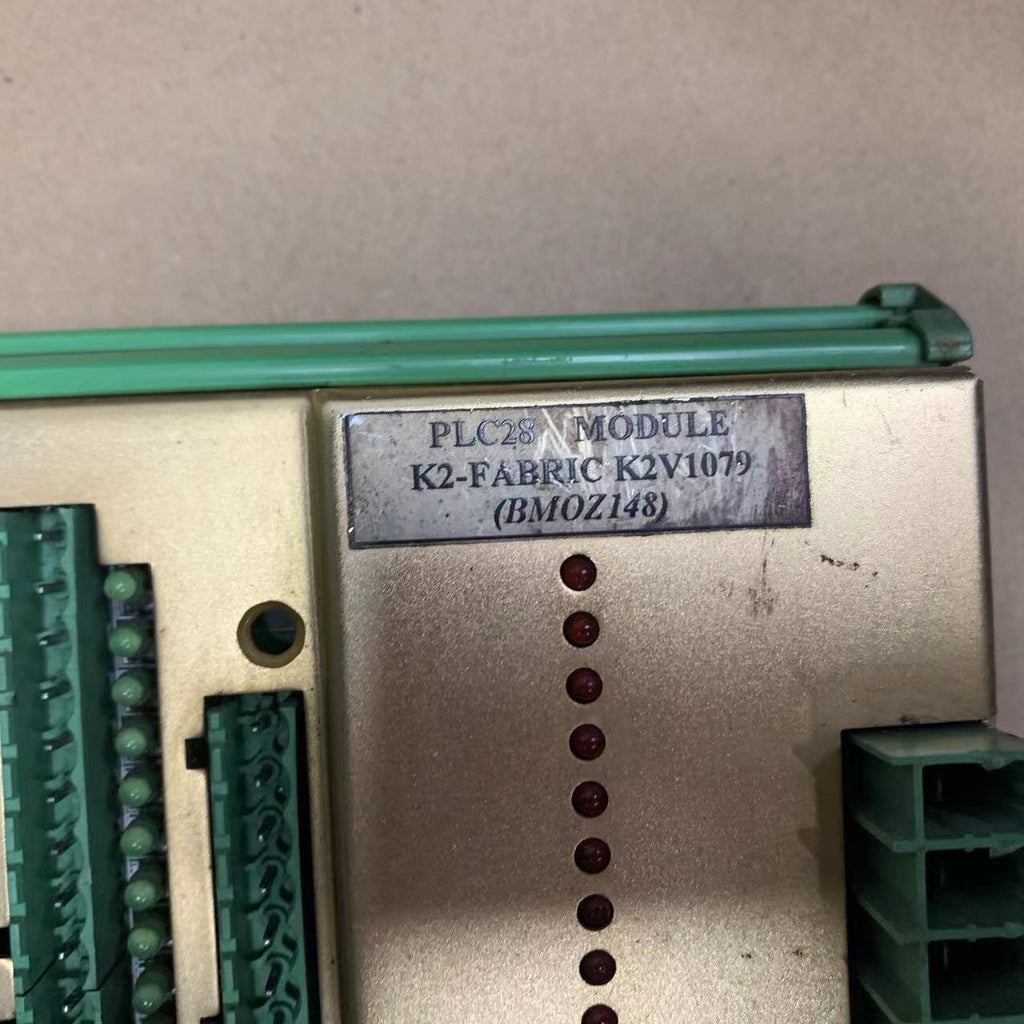 PLC28 MODULE
K2-FABRIC K2V1079
(BMOZ148)